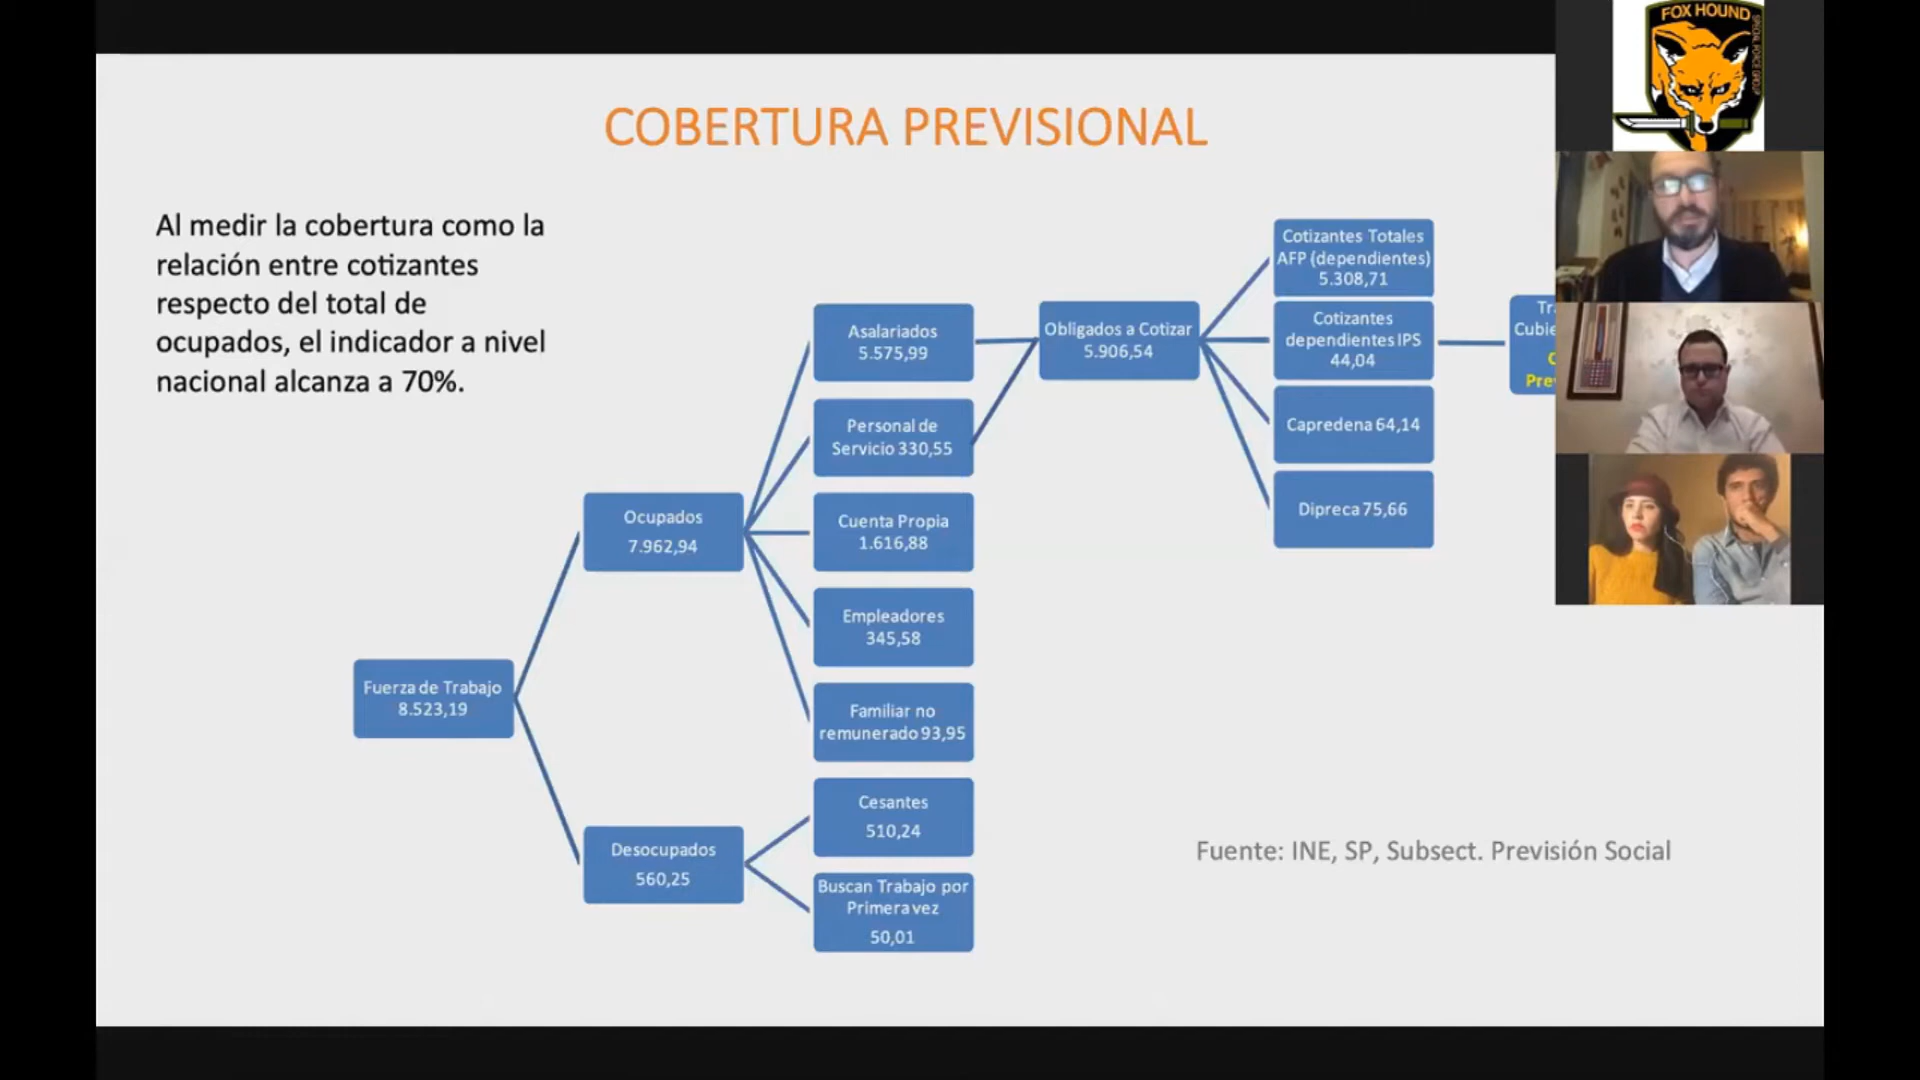 COBERTURA PREVISIONAL
Al medir la cobertura como la
relación entre cotizantes
respecto del total de
ocupados, el indicador a nivel
nacional alcanza a 70%.
Fuerza de Trabajo
8.523,19
Ocupados
7.962,94
Desocupados
560,25
Asalariados
5.575,99
Personal de
Servicio 330,55
Cuenta Propia
1.616,88
Empleadores
345,58
Familiar no
remunerado 93,95
Cesantes
510,24
Buscan Trabajo por
Primera vez
50,01
Obligados a Cotizar
5.906,54
Cotizantes Totales
AFP (dependientes)
5.308,71
Cotizantes
dependientes IPS
44,04
Capredena 64,14
Dipreca 75,66
Fuente: INE, SP, Subsect. Previsión Social
FOX HOUND
SPECIAL FORCE GROUP